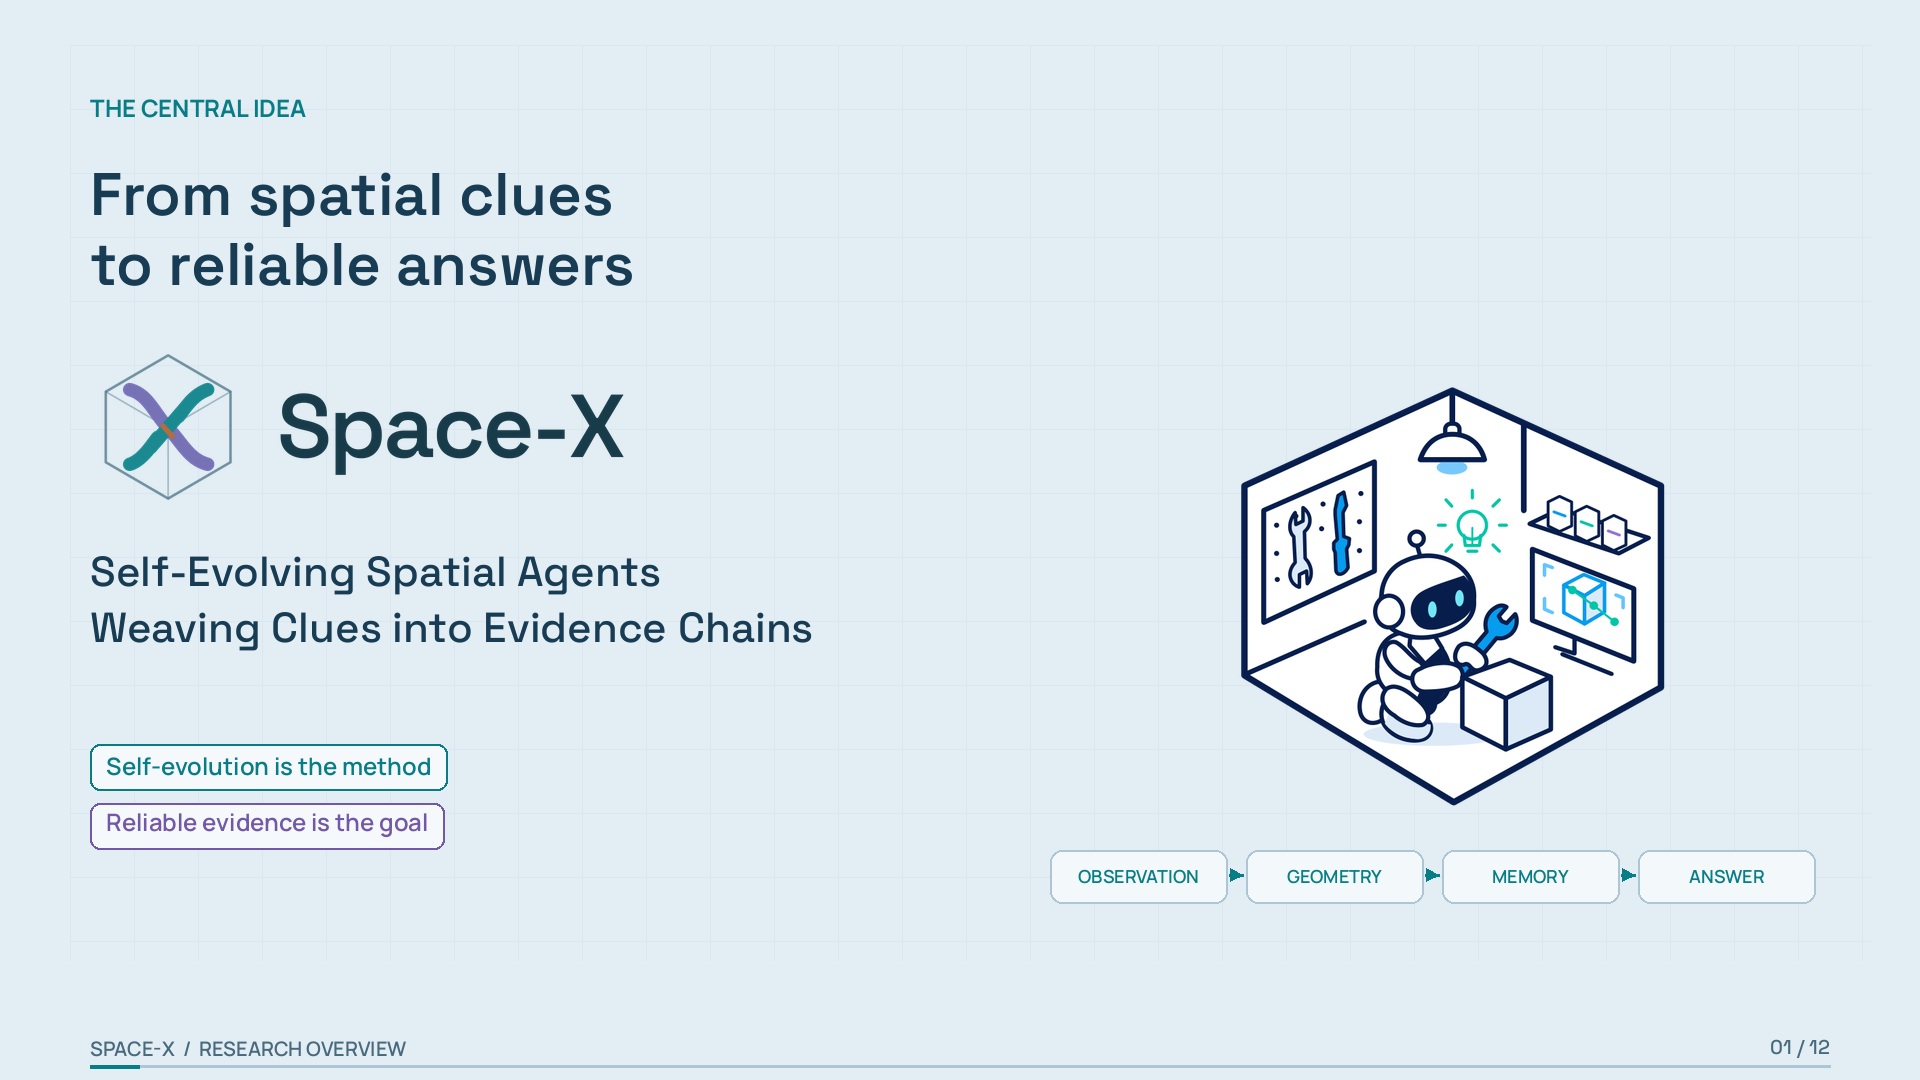 THE CENTRAL IDEA
From spatial clues
to reliable answers
Space-X
Self-Evolving Spatial Agents
Weaving Clues into Evidence Chains
Self-evolution is the method
Reliable evidence is the goal
OBSERVATION
GEOMETRY
MEMORY
ANSWER
SPACE-X / RESEARCH OVERVIEW
01 / 12